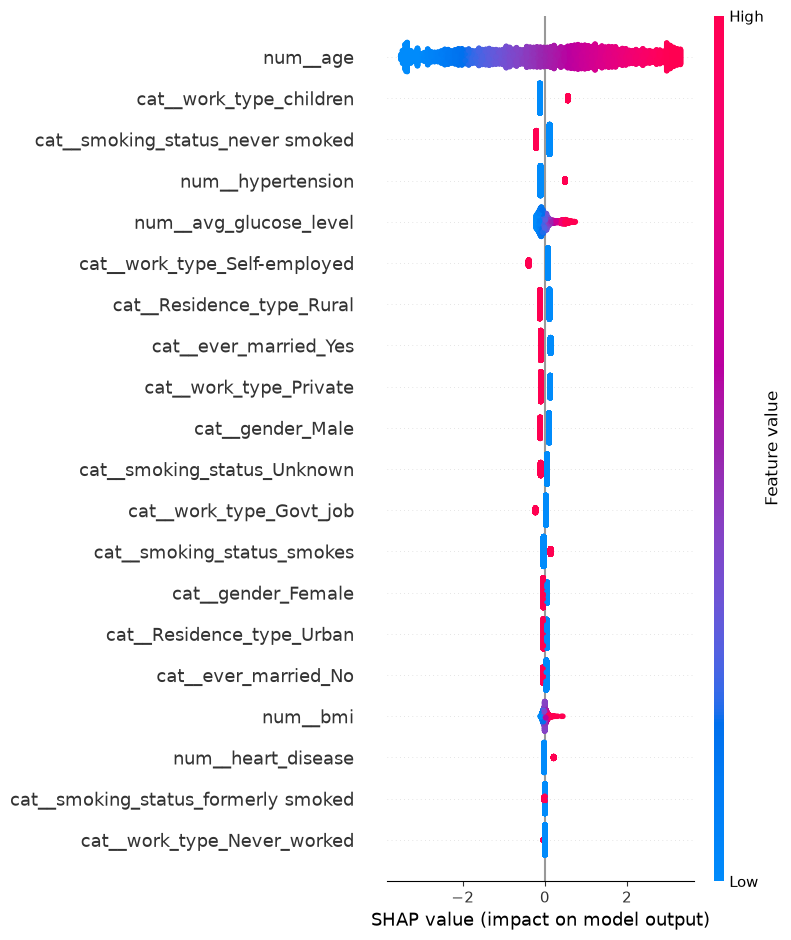 High
num__age
cat__work_type_children
cat__smoking_status_never smoked
num__hypertension
num__avg_glucose_level
cat__work_type_Self-employed
cat__Residence_type_Rural
cat__ever_married_Yes
cat__work_type_Private
cat__gender_Male
cat__smoking_status_Unknown
cat__work_type_Govt_job
cat__smoking_status_smokes
cat__gender_Female
cat__Residence_type_Urban
cat__ever_married_No
num__bmi
num__heart_disease
cat__smoking_status_formerly smoked
cat__work_type_Never_worked
Feature value
Low
−2 0 2
SHAP value (impact on model output)